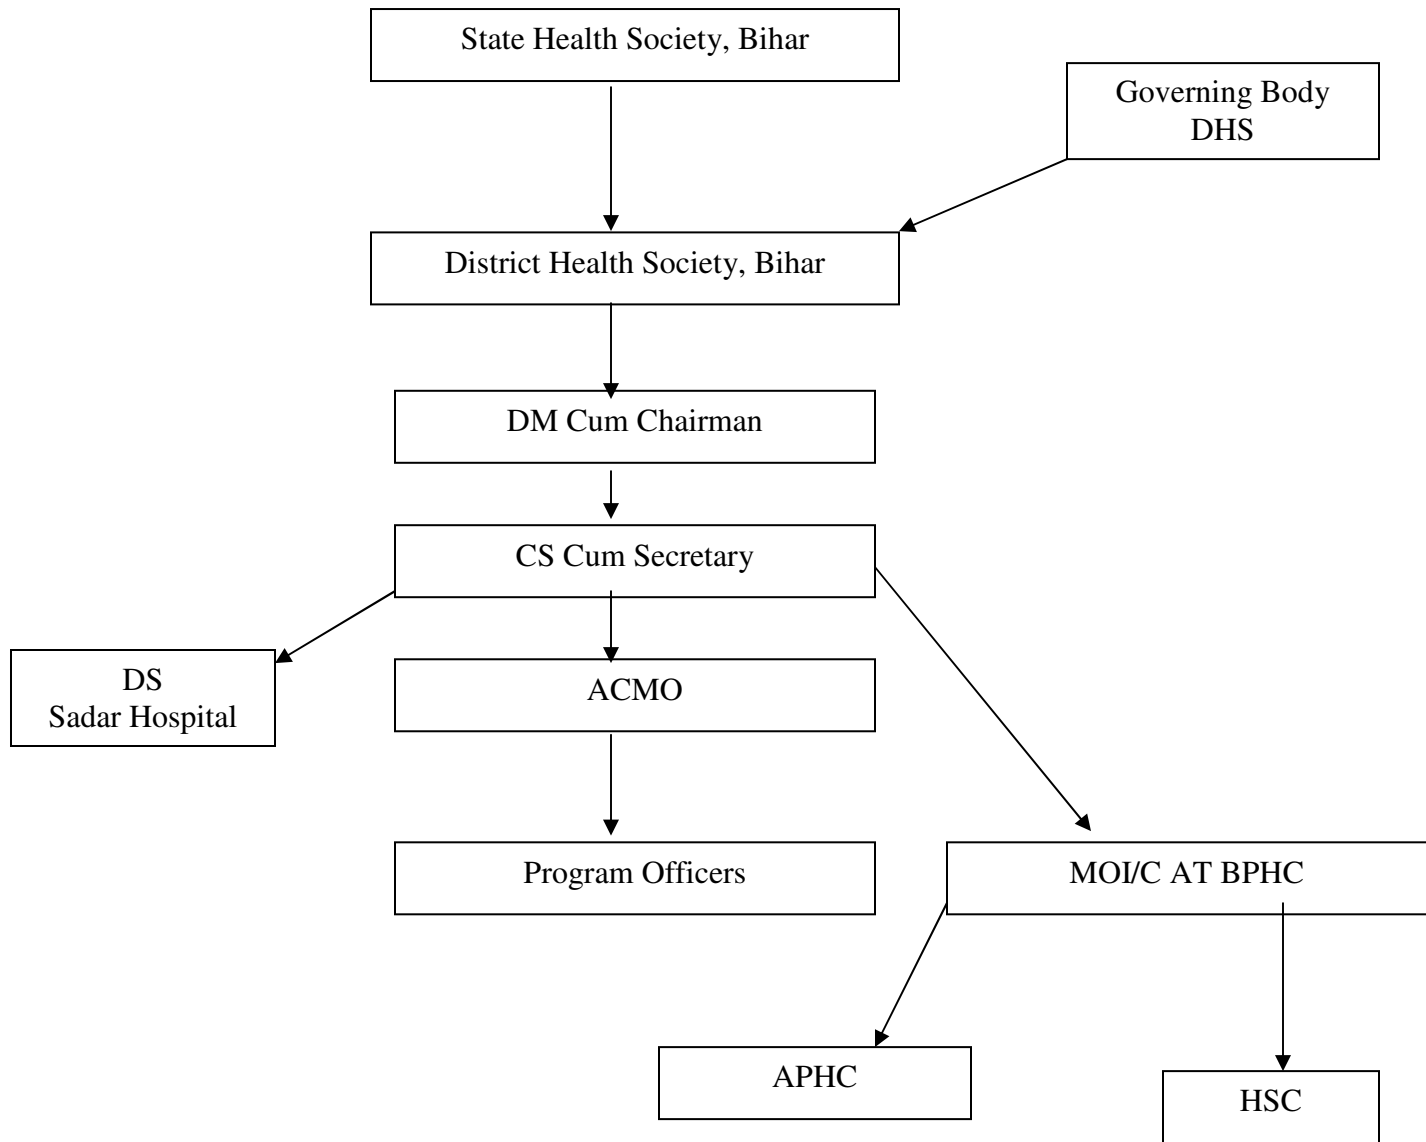 State Health Society, Bihar
Governing Body
DHS
District Health Society, Bihar
DM Cum Chairman
CS Cum Secretary
DS
Sadar Hospital
ACMO
Program Officers
MOI/C AT BPHC
APHC
HSC